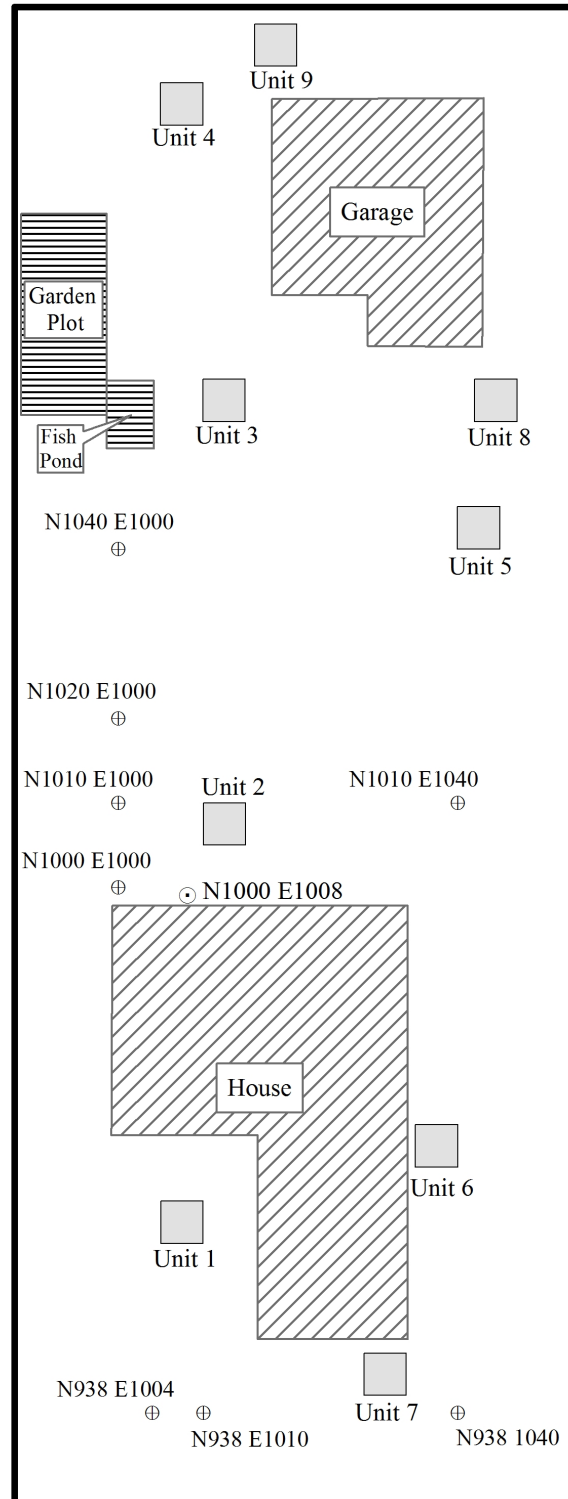 Unit 9
Unit 4
Garage
Garden
Plot
Unit 3
Unit 8
Fish
Pond
N1040 E1000
Unit 5
N1020 E1000
N1010 E1000
Unit 2
N1010 E1040
N1000 E1000
N1000 E1008
House
Unit 6
Unit 1
N938 E1004
Unit 7
N938 E1010
N938 1040